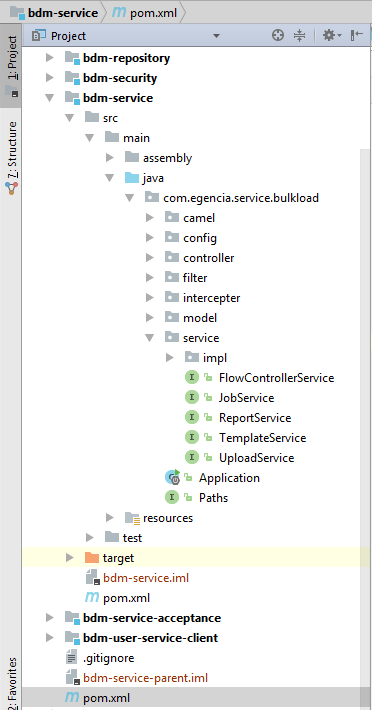 bdm-service pom.xml
1: Project
7: Structure
2: Favorites
Project
bdm-repository
bdm-security
bdm-service
src
main
assembly
java
com.egencia.service.bulkload
camel
config
controller
filter
intercepter
model
service
impl
FlowControllerService
JobService
ReportService
TemplateService
UploadService
Application
Paths
resources
test
target
bdm-service.iml
pom.xml
bdm-service-acceptance
bdm-user-service-client
.gitignore
bdm-service-parent.iml
pom.xml